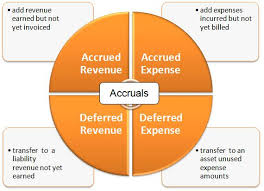 • add revenue
earned but not
yet invoiced
• add expenses
incurred but not
yet billed
Accrued
Revenue
Accrued
Expense
Accruals
Deferred
Revenue
Deferred
Expense
• transfer to a
liability
revenue not yet
earned
• transfer to an
asset unused
expense
amounts